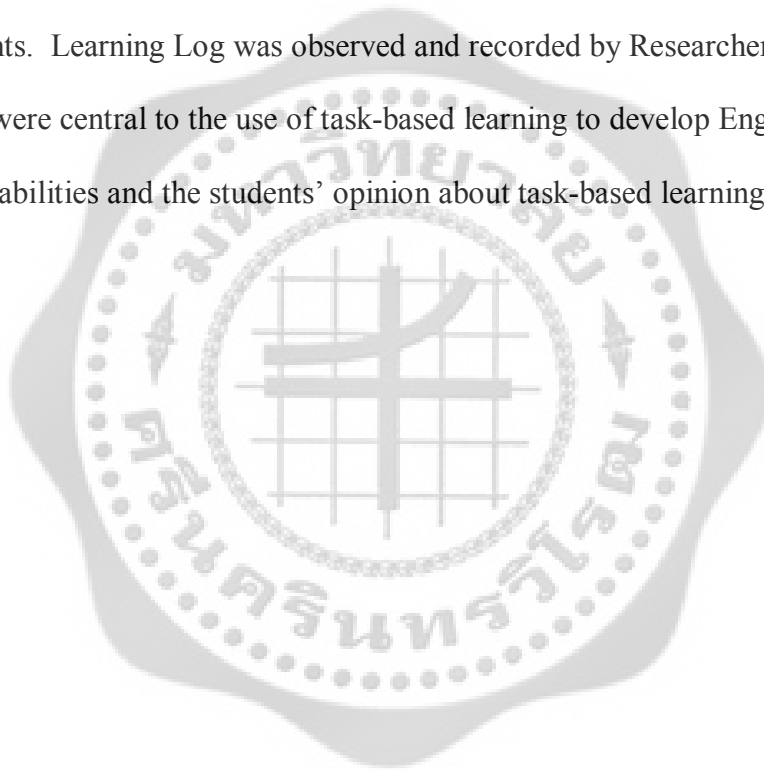 nts. Learning Log was observed and recorded by Researcher
were central to the use of task-based learning to develop Eng
abilities and the students’ opinion about task-based learning
มหาวิทยาลัย
ศรีนครินทรวิโรฒ